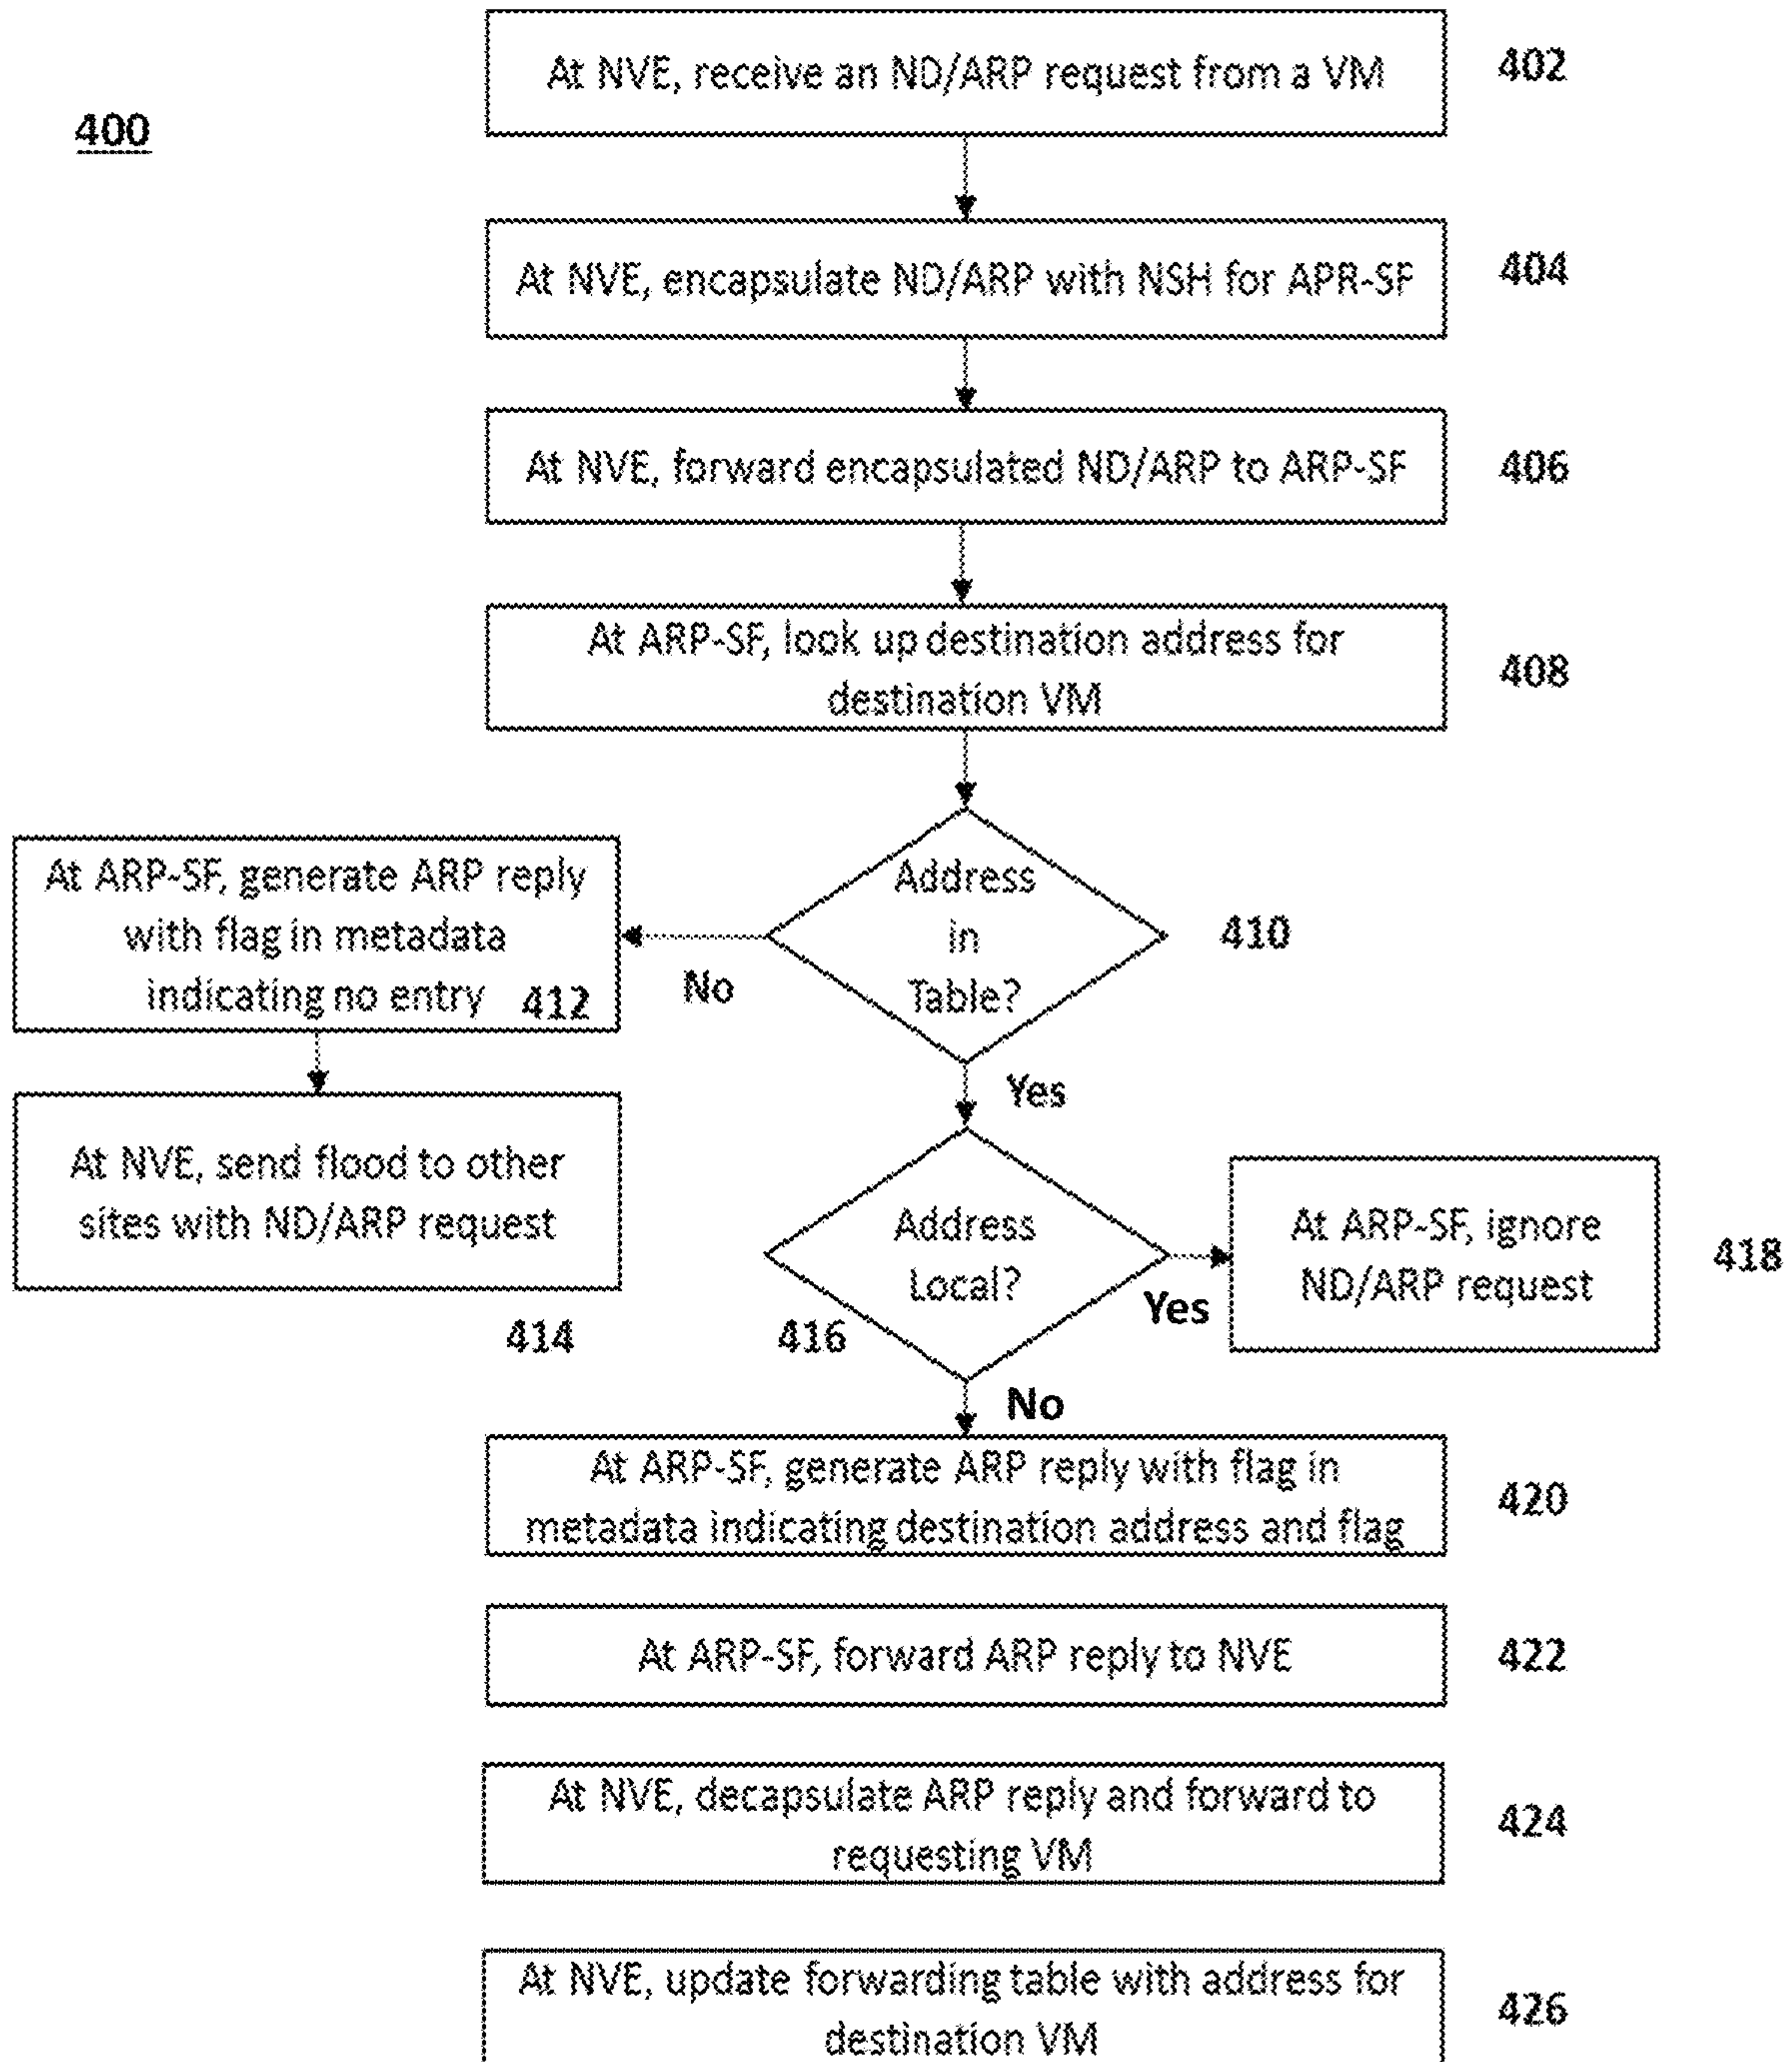 400
At NVE, receive an ND/ARP request from a VM
402
At NVE, encapsulate ND/ARP with NSH for APR-SF
404
At NVE, forward encapsulated ND/ARP to ARP-SF
406
At ARP-SF, look up destination address for
destination VM
408
Address
in
Table?
410
No
At ARP-SF, generate ARP reply
with flag in metadata
indicating no entry
412
At NVE, send flood to other
sites with ND/ARP request
414
Yes
Address
Local?
416
Yes
At ARP-SF, ignore
ND/ARP request
418
No
At ARP-SF, generate ARP reply with flag in
metadata indicating destination address and flag
420
At ARP-SF, forward ARP reply to NVE
422
At NVE, decapsulate ARP reply and forward to
requesting VM
424
At NVE, update forwarding table with address for
destination VM
426